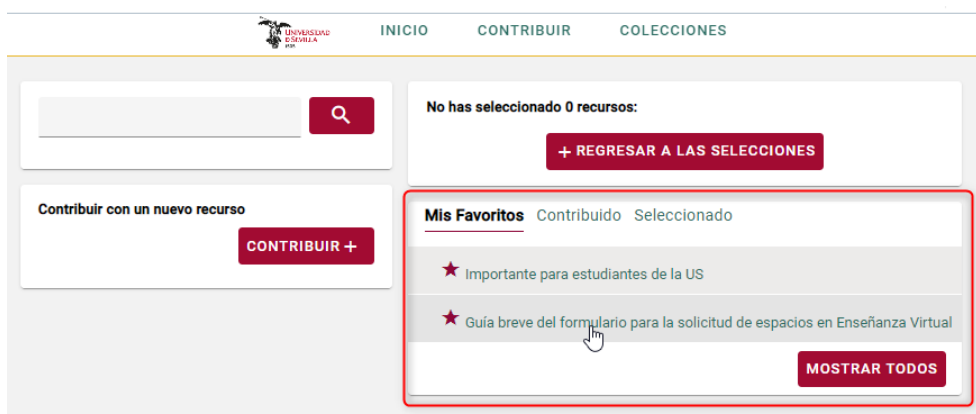 UNIVERSIDAD
D SEVILLA
INICIO CONTRIBUIR COLECCIONES
No has seleccionado 0 recursos:
+ REGRESAR A LAS SELECCIONES
Contribuir con un nuevo recurso
CONTRIBUIR +
Mis Favoritos Contribuido Seleccionado
Importante para estudiantes de la US
Guía breve del formulario para la solicitud de espacios en Enseñanza Virtual
MOSTRAR TODOS